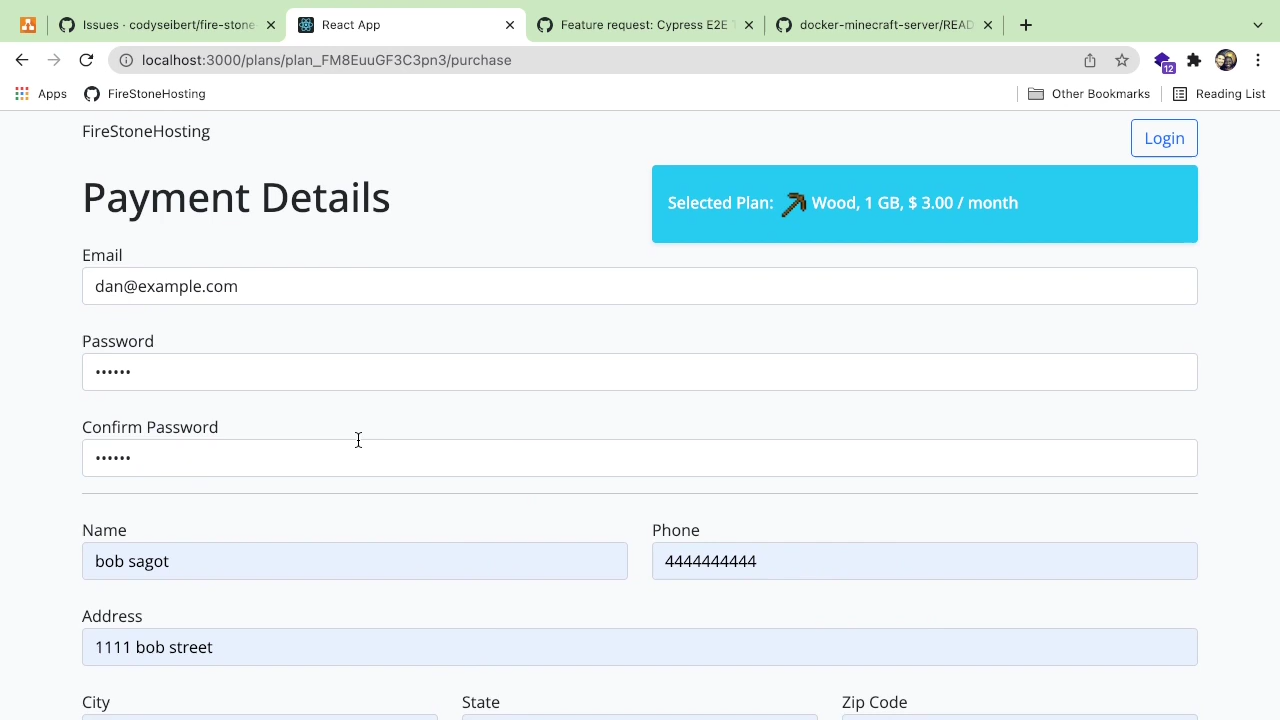 Issues · codyseibert/fire-stone
React App
Feature request: Cypress E2E T
docker-minecraft-server/READ
localhost:3000/plans/plan_FM8EuuGF3C3pn3/purchase
12
Apps
FireStoneHosting
Other Bookmarks
Reading List
FireStoneHosting
Login
Payment Details
Selected Plan: Wood, 1 GB, $ 3.00 / month
Email
dan@example.com
Password
••••••
Confirm Password
••••••
Name
Phone
bob sagot
4444444444
Address
1111 bob street
City
State
Zip Code